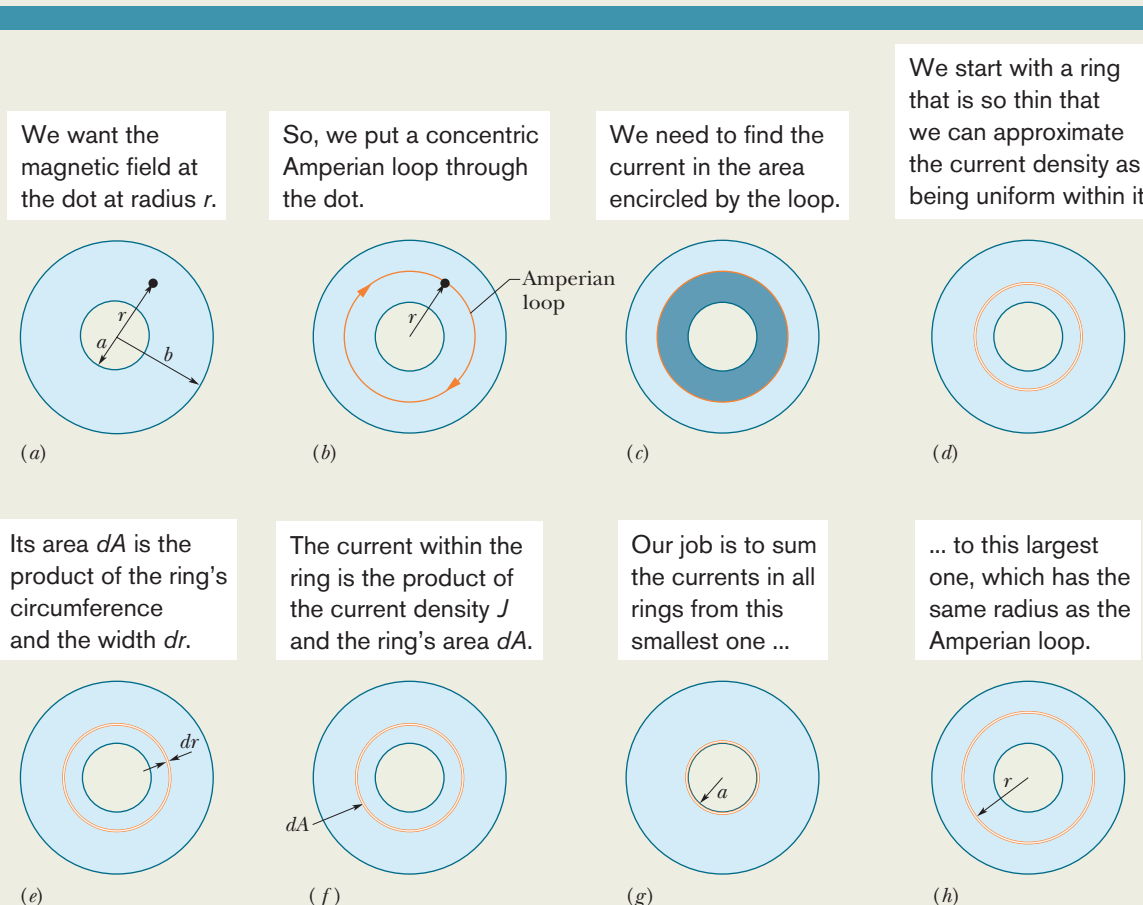 We want the
magnetic field at
the dot at radius r.
So, we put a concentric
Amperian loop through
the dot.
We need to find the
current in the area
encircled by the loop.
We start with a ring
that is so thin that
we can approximate
the current density as
being uniform within it
r
a
b
(a)
r
Amperian
loop
(b)
(c)
(d)
Its area dA is the
product of the ring's
circumference
and the width dr.
The current within the
ring is the product of
the current density J
and the ring's area dA.
Our job is to sum
the currents in all
rings from this
smallest one ...
... to this largest
one, which has the
same radius as the
Amperian loop.
dr
(e)
dA
(f)
a
(g)
r
(h)